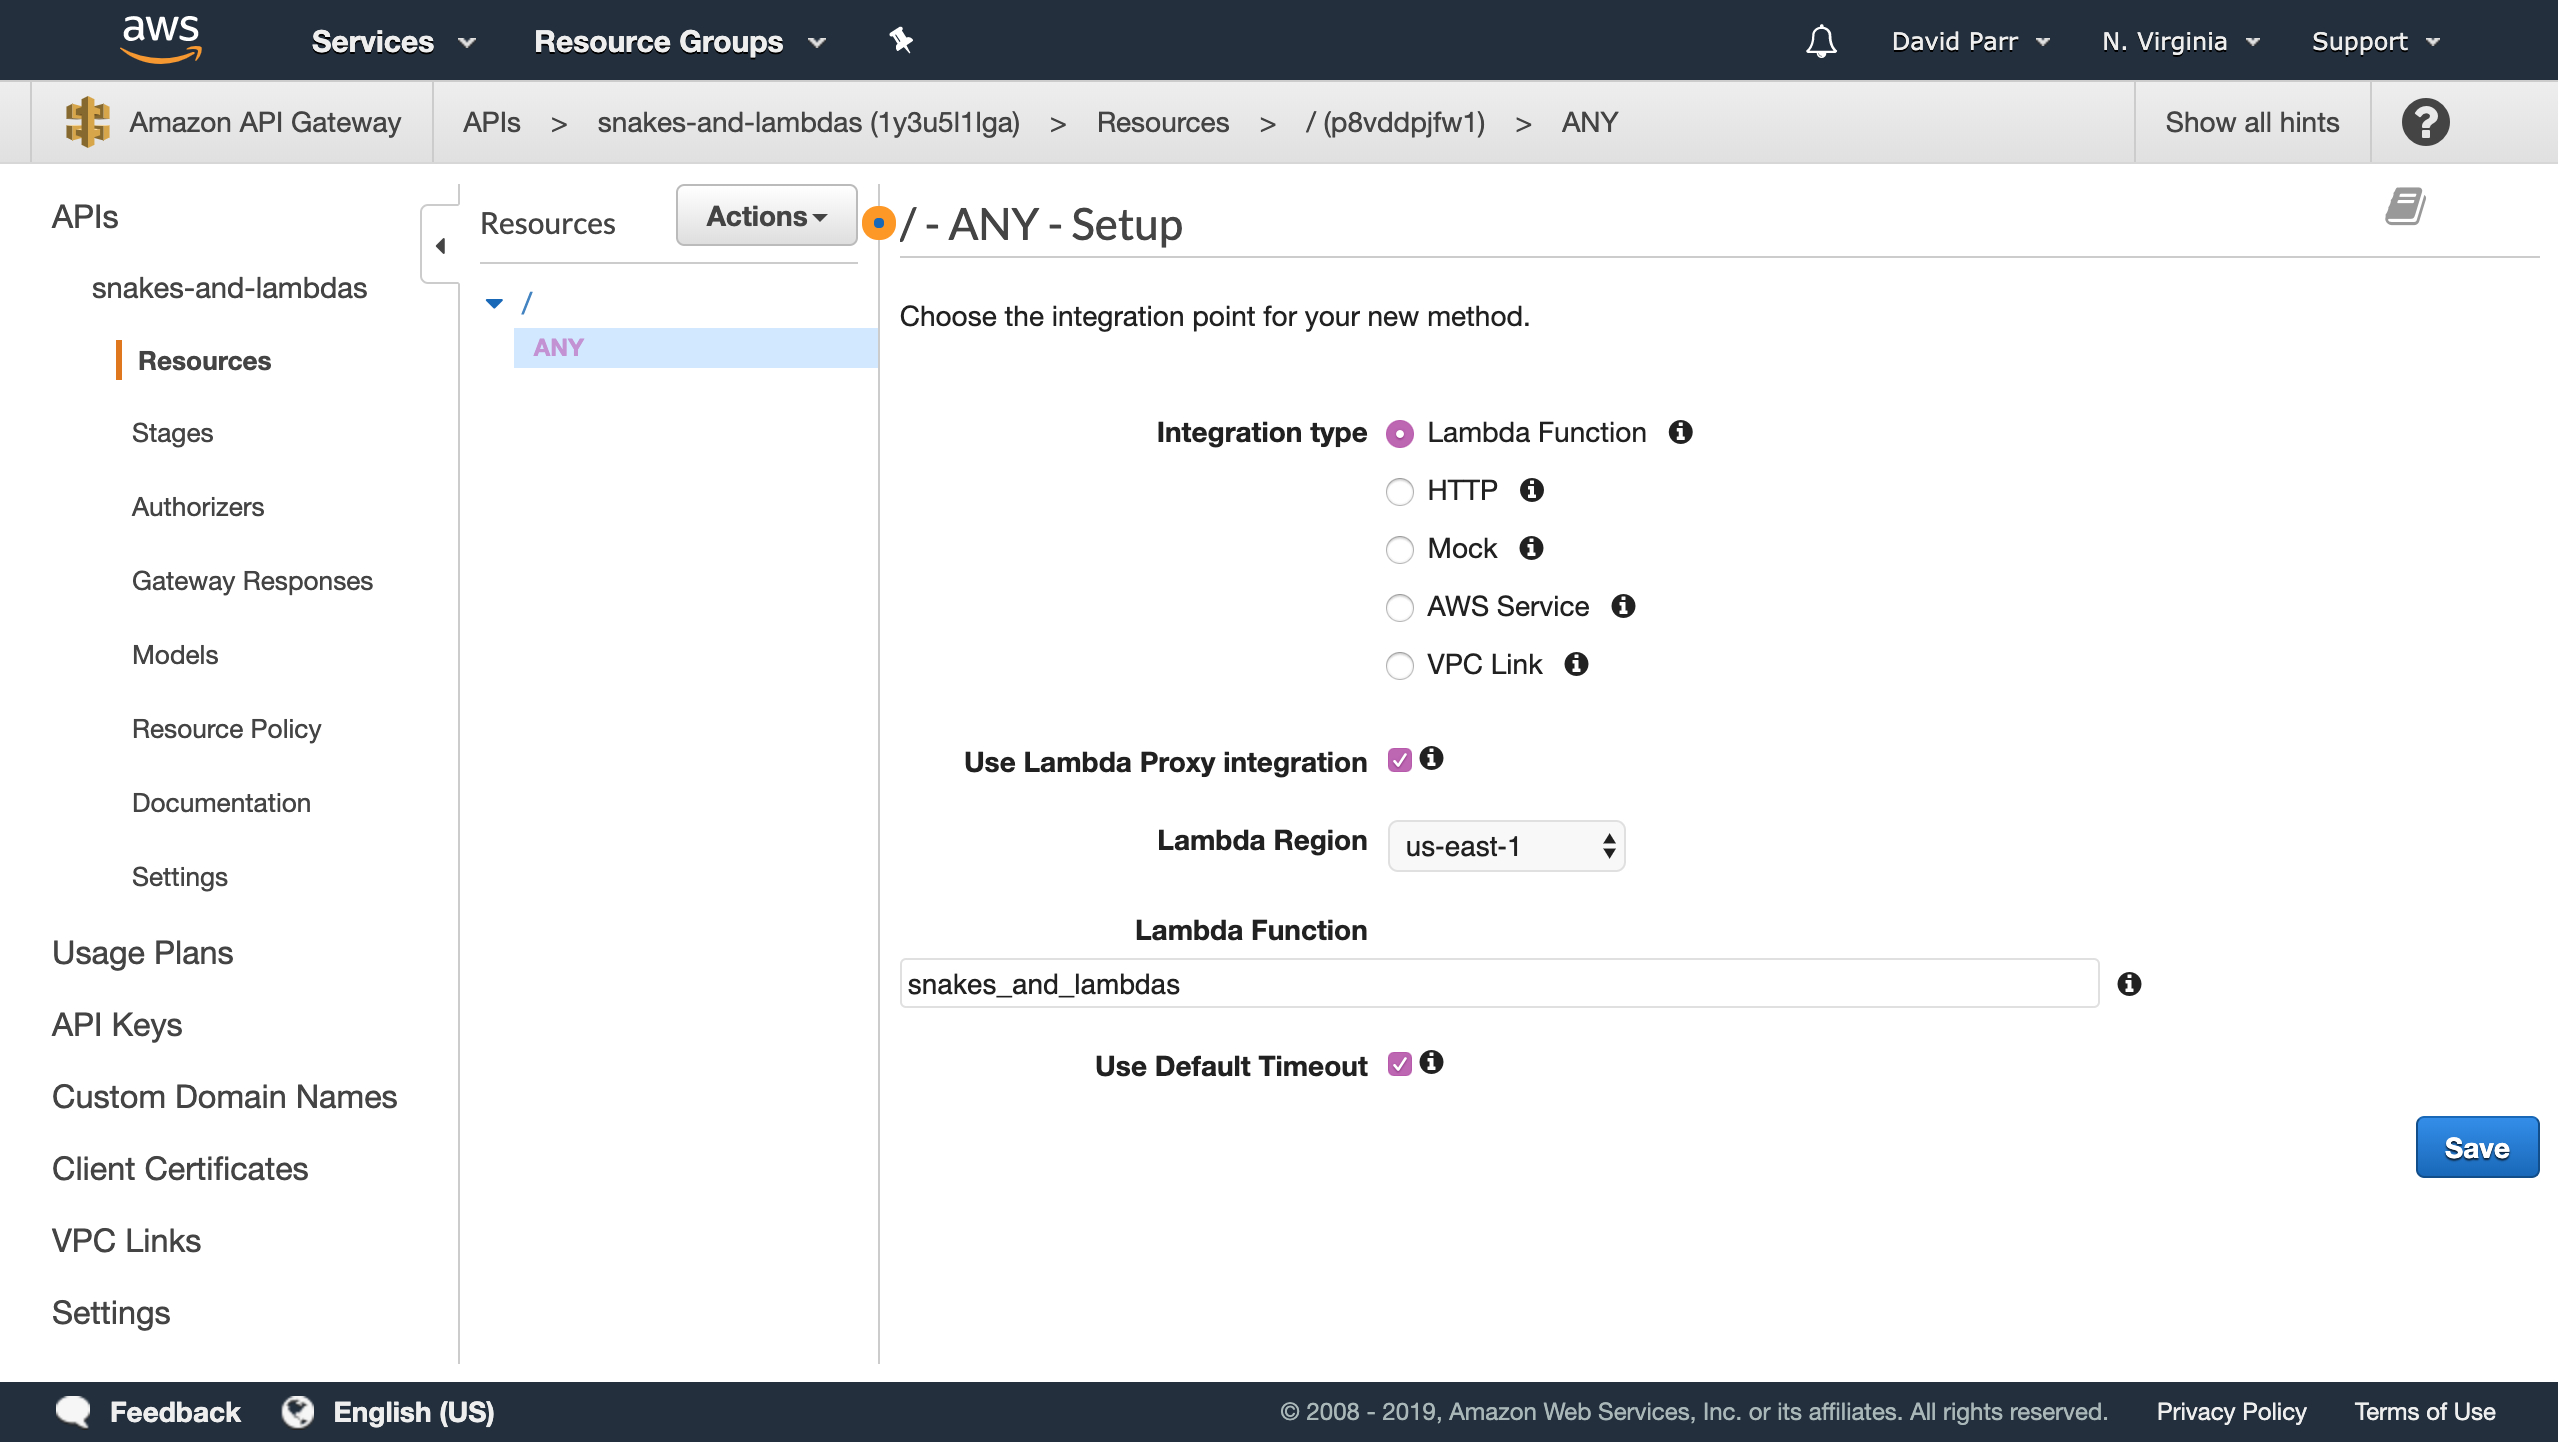 aws Services Resource Groups David Parr N. Virginia Support
Amazon API Gateway APIs > snakes-and-lambdas (1y3u5l1lga) > Resources > / (p8vddpjfw1) > ANY Show all hints ?
APIs
snakes-and-lambdas
Resources
Stages
Authorizers
Gateway Responses
Models
Resource Policy
Documentation
Settings
Usage Plans
API Keys
Custom Domain Names
Client Certificates
VPC Links
Settings
Resources Actions
/
ANY
/ - ANY - Setup
Choose the integration point for your new method.
Integration type Lambda Function
HTTP
Mock
AWS Service
VPC Link
Use Lambda Proxy integration
Lambda Region us-east-1
Lambda Function
snakes_and_lambdas
Use Default Timeout
Save
Feedback English (US) © 2008 - 2019, Amazon Web Services, Inc. or its affiliates. All rights reserved. Privacy Policy Terms of Use